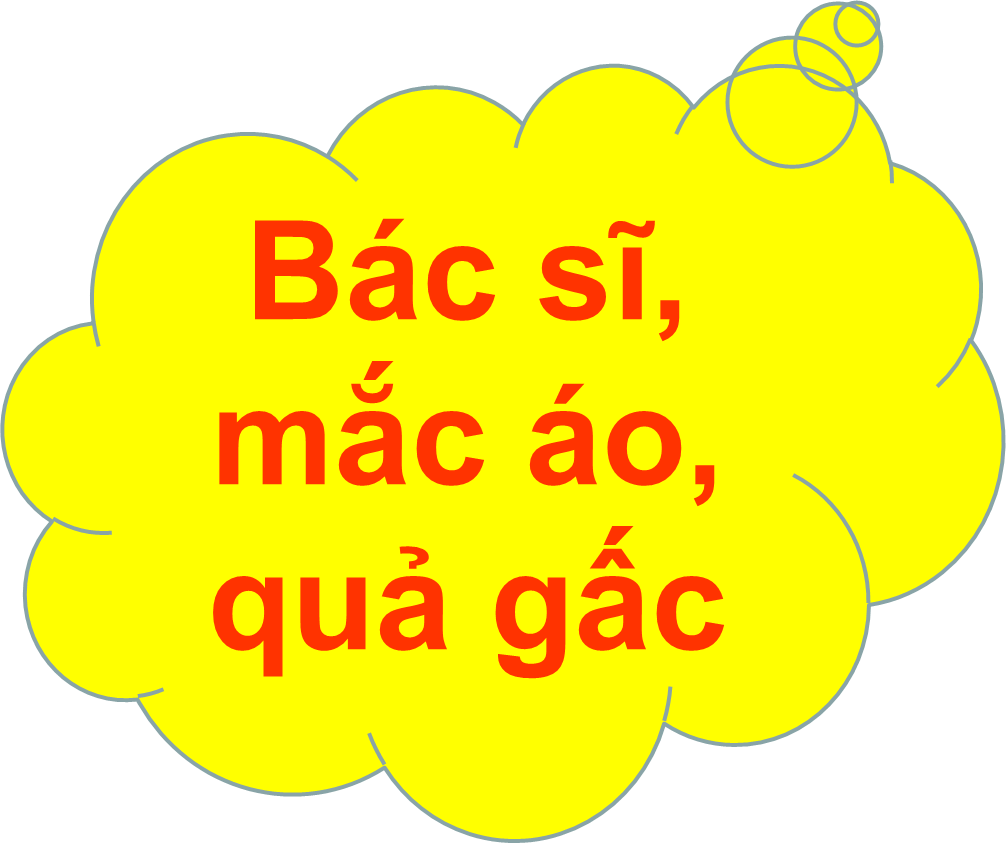 Bác sĩ,
mắc áo,
quả gấc